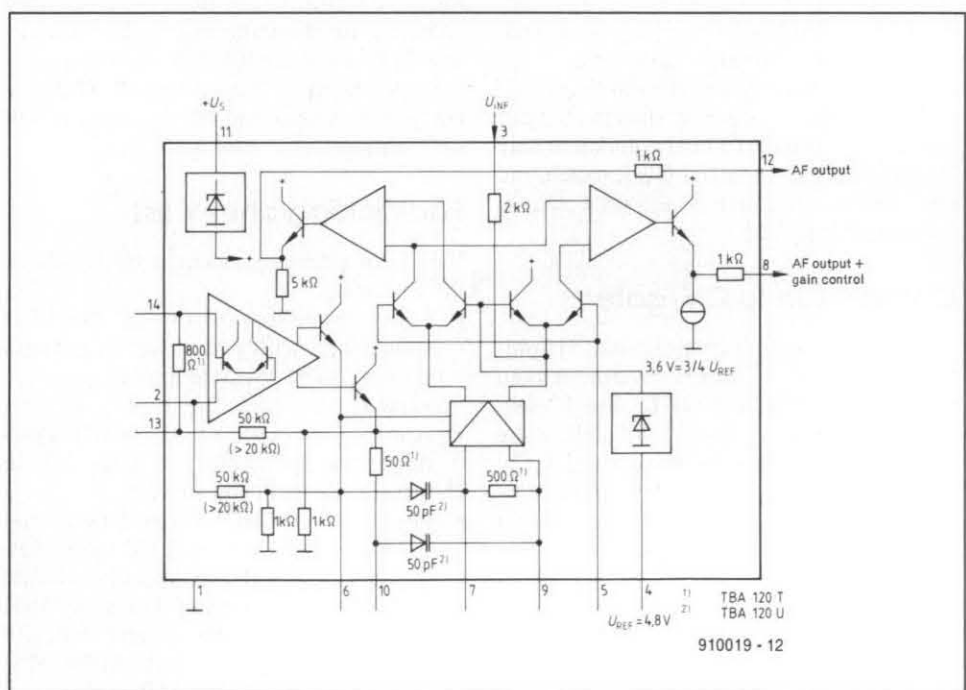 +U_S
U_iNF
11
3
1 kΩ
12
AF output
2 kΩ
1 kΩ
8
AF output +
gain control
5 kΩ
14
800
Ω 1)
3,6 V = 3/4 U_REF
2
50 kΩ
13
(>20 kΩ)
50 Ω 1)
50 kΩ
500 Ω 1)
(>20 kΩ)
1kΩ
1kΩ
50 pF 2)
50 pF 2)
1
6
10
7
9
5
4
1) TBA 120 T
U_REF = 4,8 V
2) TBA 120 U
910019 - 12